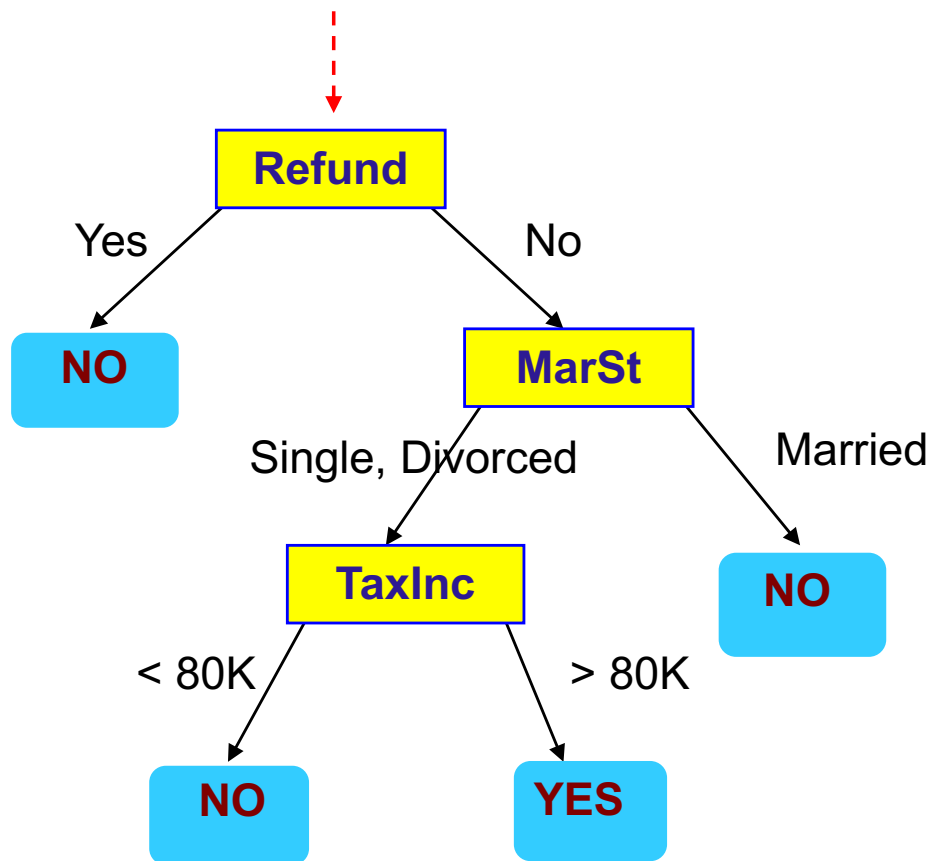 Refund
Yes
No
NO
MarSt
Single, Divorced
Married
TaxInc
NO
< 80K
> 80K
NO
YES